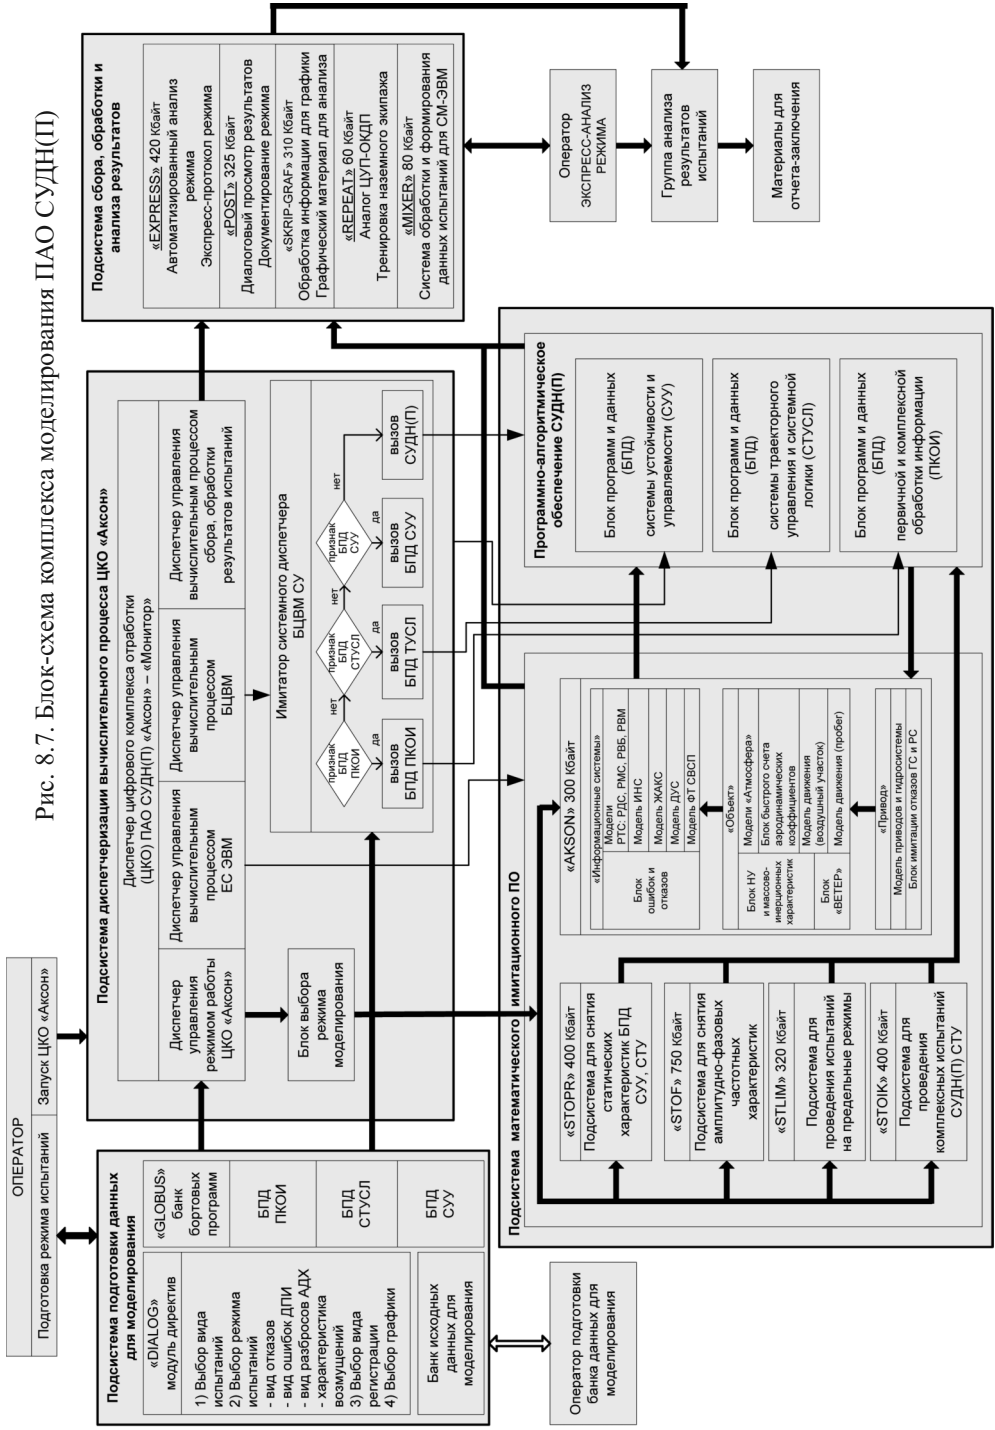 Рис. 8.7. Блок-схема комплекса моделирования ПАО СУДН(П)
ОПЕРАТОР
Подготовка режима испытаний
Запуск ЦКО «Аксон»
Подсистема подготовки данных
для моделирования
«DIALOG»
модуль директив
1) Выбор вида
испытаний
2) Выбор режима
испытаний
- вид отказов
- вид ошибок ДПИ
- вид разбросов АДХ
- характеристика
возмущений
3) Выбор вида
регистрации
4) Выбор графики
«GLOBUS»
банк
бортовых
программ
БПД
ПКОИ
БПД
СТУСЛ
БПД
СУУ
Банк исходных
данных для
моделирования
Оператор подготовки
банка данных для
моделирования
Подсистема диспетчеризации вычислительного процесса ЦКО «Аксон»
Диспетчер цифрового комплекса отработки
(ЦКО) ПАО СУДН(П) «Аксон» – «Монитор»
Диспетчер
управления
режимом работы
ЦКО «Аксон»
Диспетчер управления
вычислительным
процессом
ЕС ЭВМ
Диспетчер управления
вычислительным
процессом
БЦВМ
Диспетчер управления
вычислительным процессом
сбора, обработки
результатов испытаний
Блок выбора
режима
моделирования
Имитатор системного диспетчера
БЦВМ СУ
признак
БПД
ПКОИ
нет
да
признак
БПД
СТУСЛ
нет
да
признак
БПД
СУУ
нет
да
вызов
БПД ПКОИ
вызов
БПД ТУСЛ
вызов
БПД СУУ
вызов
СУДН(П)
Подсистема сбора, обработки и
анализа результатов
«EXPRESS» 420 Кбайт
Автоматизированный анализ
режима
Экспресс-протокол режима
«POST» 325 Кбайт
Диалоговый просмотр результатов
Документирование режима
«SKRIP-GRAF» 310 Кбайт
Обработка информации для графики
Графический материал для анализа
«REPEAT» 60 Кбайт
Аналог ЦУП-ОКДП
Тренировка наземного экипажа
«MIXER» 80 Кбайт
Система обработки и формирования
данных испытаний для СМ-ЭВМ
Оператор
ЭКСПРЕСС-АНАЛИЗ
РЕЖИМА
Группа анализа
результатов
испытаний
Материалы для
отчета-заключения
Подсистема математического имитационного ПО
«STOPR» 400 Кбайт
Подсистема для снятия
статических
характеристик БПД
СУУ, СТУ
«STOF» 750 Кбайт
Подсистема для снятия
амплитудно-фазовых
частотных
характеристик
«STLIM» 320 Кбайт
Подсистема для
проведения испытаний
на предельные режимы
«STOIK» 400 Кбайт
Подсистема для
проведения
комплексных испытаний
СУДН(П) СТУ
«AKSON» 300 Кбайт
«Информационные системы»
Блок
ошибок и
отказов
Модели
РТС: РДС, РМС, РВБ, РВМ
Модель ИНС
Модель ЖАКС
Модель ДУС
Модель ФТ СВСП
«Объект»
Блок НУ
и массово-
инерционных
характеристик
Блок
«ВЕТЕР»
Модели «Атмосфера»
Блок быстрого счета
аэродинамических
коэффициентов
Модель движения
(воздушный участок)
Модель движения (пробег)
«Привод»
Модель приводов и гидросистемы
Блок имитации отказов ГС и РС
Программно-алгоритмическое
обеспечение СУДН(П)
Блок программ и данных
(БПД)
системы устойчивости и
управляемости (СУУ)
Блок программ и данных
(БПД)
системы траекторного
управления и системной
логики (СТУСЛ)
Блок программ и данных
(БПД)
первичной и комплексной
обработки информации
(ПКОИ)